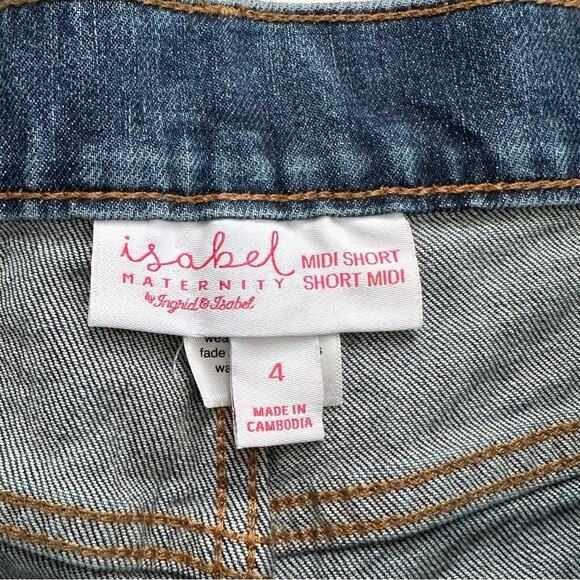 isabel
MATERNITY
by Ingrid & Isabel
MIDI SHORT
SHORT MIDI
fade
4
MADE IN
CAMBODIA